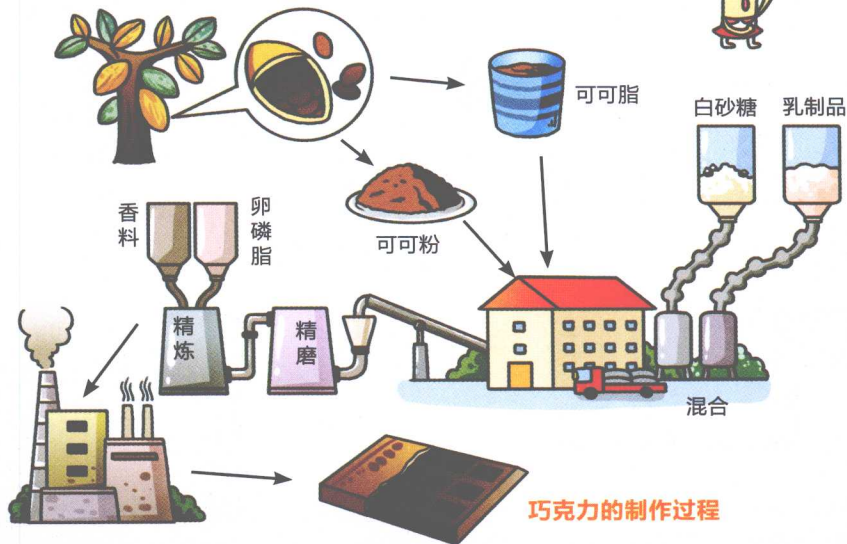 可可脂
白砂糖
乳制品
香料
卵磷脂
可可粉
精炼
精磨
混合
巧克力的制作过程